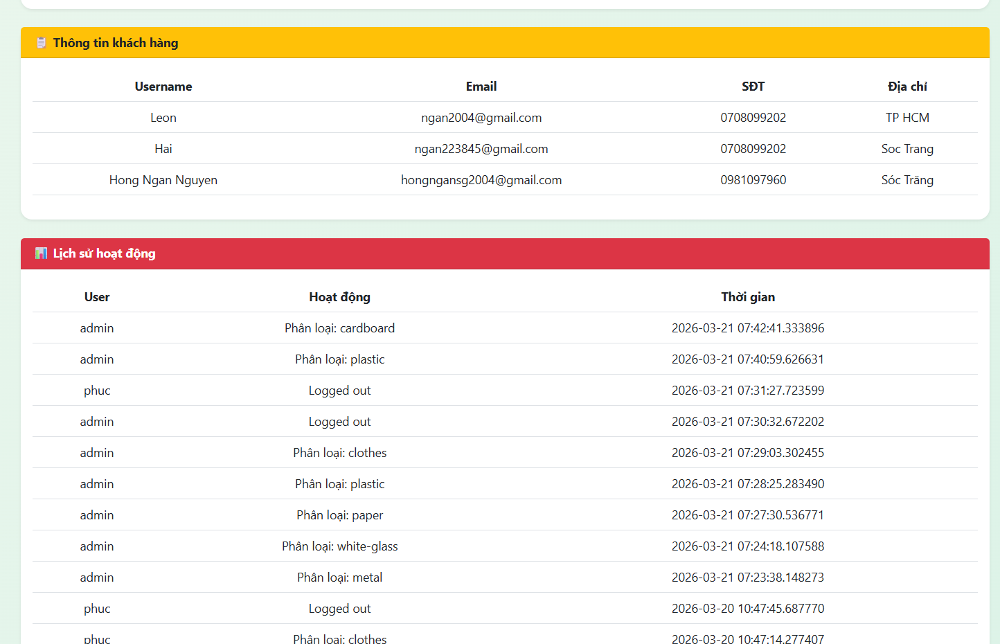 Thông tin khách hàng
Username Email SĐT Địa chỉ
Leon ngan2004@gmail.com 0708099202 TP HCM
Hai ngan223845@gmail.com 0708099202 Soc Trang
Hong Ngan Nguyen hongngansg2004@gmail.com 0981097960 Sóc Trăng
Lịch sử hoạt động
User Hoạt động Thời gian
admin Phân loại: cardboard 2026-03-21 07:42:41.333896
admin Phân loại: plastic 2026-03-21 07:40:59.626631
phuc Logged out 2026-03-21 07:31:27.723599
admin Logged out 2026-03-21 07:30:32.672202
admin Phân loại: clothes 2026-03-21 07:29:03.302455
admin Phân loại: plastic 2026-03-21 07:28:25.283490
admin Phân loại: paper 2026-03-21 07:27:30.536771
admin Phân loại: white-glass 2026-03-21 07:24:18.107588
admin Phân loại: metal 2026-03-21 07:23:38.148273
phuc Logged out 2026-03-20 10:47:45.687770
phuc Phân loại: clothes 2026-03-20 10:47:14.277407